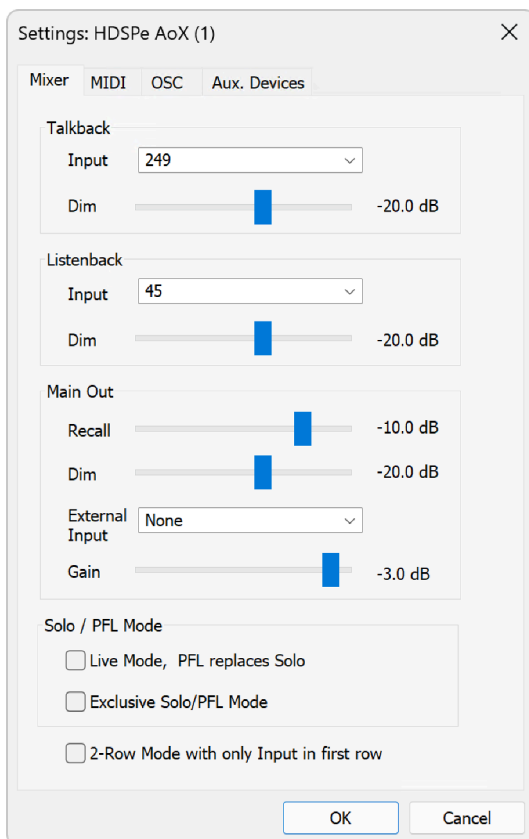 Settings: HDSPe AoX (1)
Mixer MIDI OSC Aux. Devices
Talkback
Input 249
Dim -20.0 dB
Listenback
Input 45
Dim -20.0 dB
Main Out
Recall -10.0 dB
Dim -20.0 dB
External
Input None
Gain -3.0 dB
Solo / PFL Mode
Live Mode, PFL replaces Solo
Exclusive Solo/PFL Mode
2-Row Mode with only Input in first row
OK Cancel